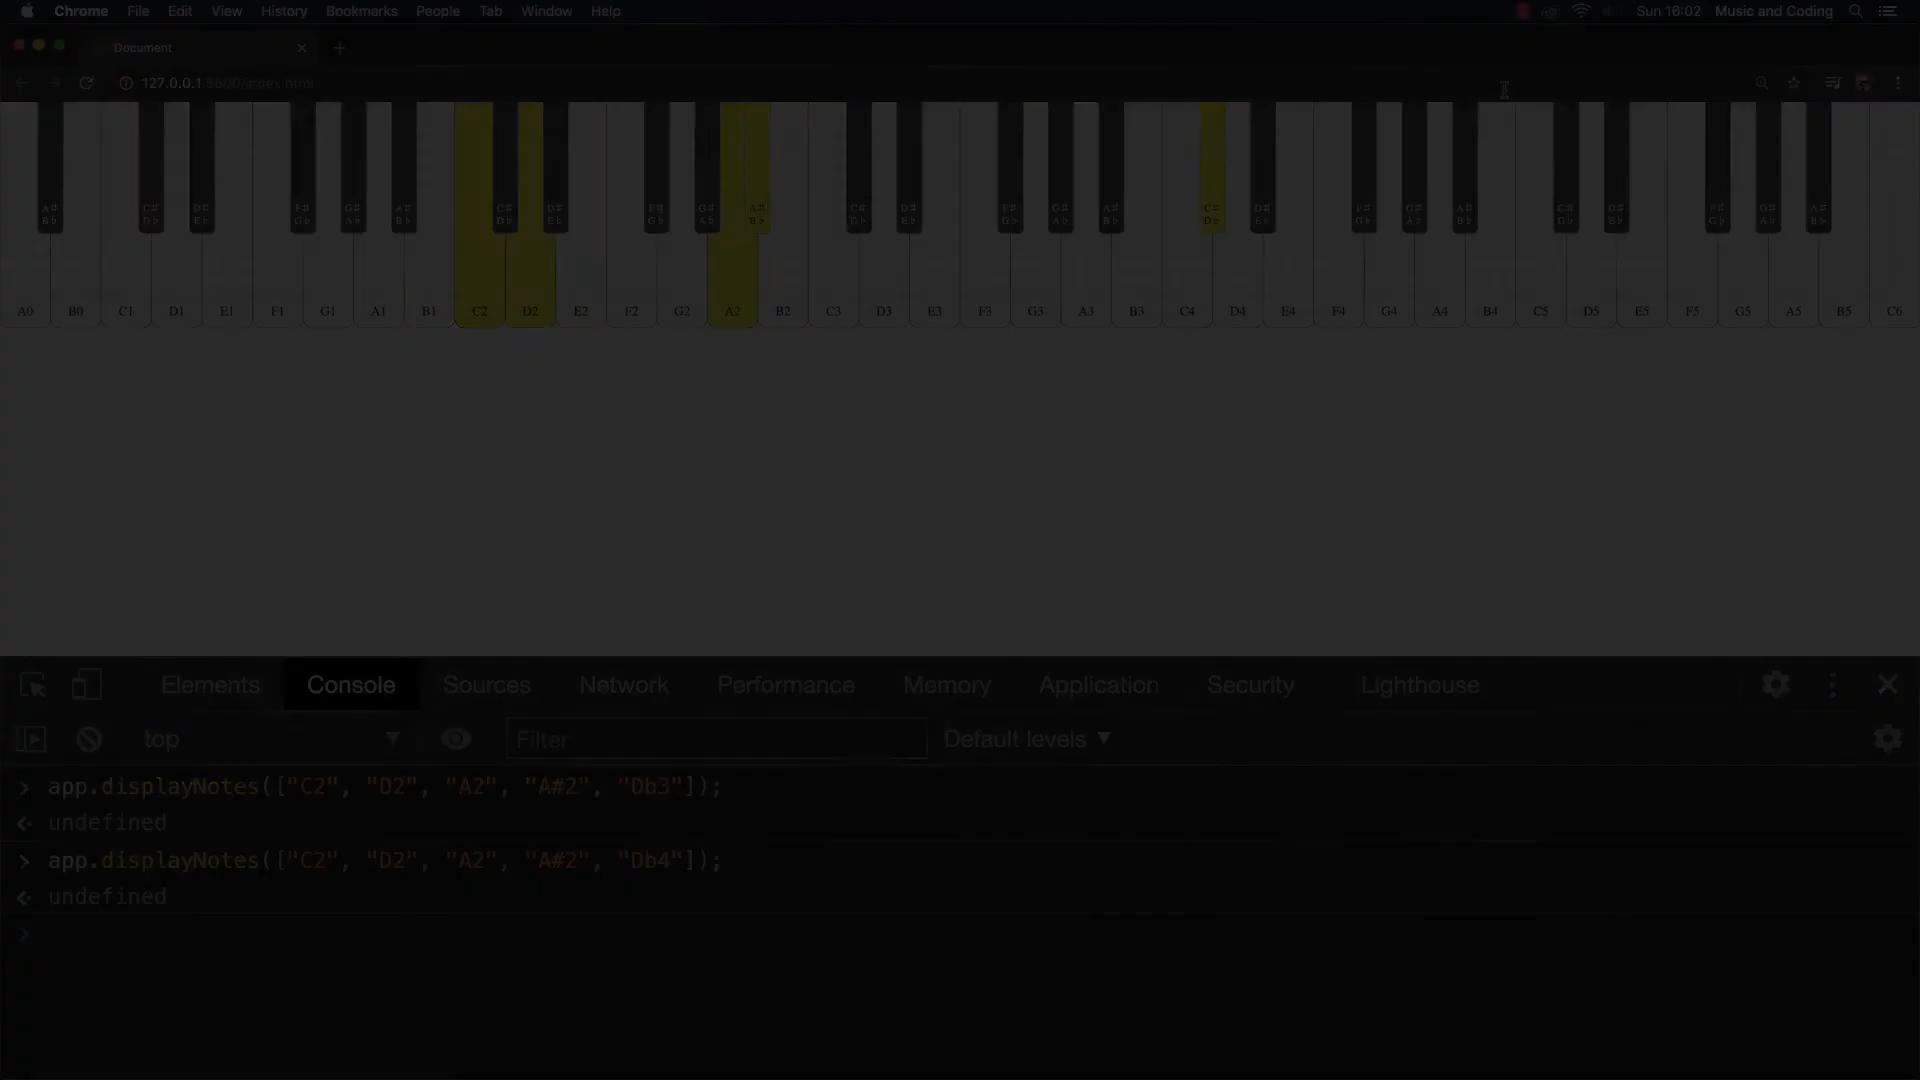 Chrome File Edit View History Bookmarks People Tab Window Help Sun 16:02 Music and Coding
Document
127.0.0.1:5500/index.html
A# C# D# F# G# A# C# D# F# G# A# C# D# F# G# A# C# D# F# G# A# C# D# F# G# A#
B♭ D♭ E♭ G♭ A♭ B♭ D♭ E♭ G♭ A♭ B♭ D♭ E♭ G♭ A♭ B♭ D♭ E♭ G♭ A♭ B♭ D♭ E♭ G♭ A♭ B♭
A0 B0 C1 D1 E1 F1 G1 A1 B1 C2 D2 E2 F2 G2 A2 B2 C3 D3 E3 F3 G3 A3 B3 C4 D4 E4 F4 G4 A4 B4 C5 D5 E5 F5 G5 A5 B5 C6
Elements Console Sources Network Performance Memory Application Security Lighthouse
top Filter Default levels ▼
> app.displayNotes(["C2", "D2", "A2", "A#2", "Db3"]);
undefined
> app.displayNotes(["C2", "D2", "A2", "A#2", "Db4"]);
undefined